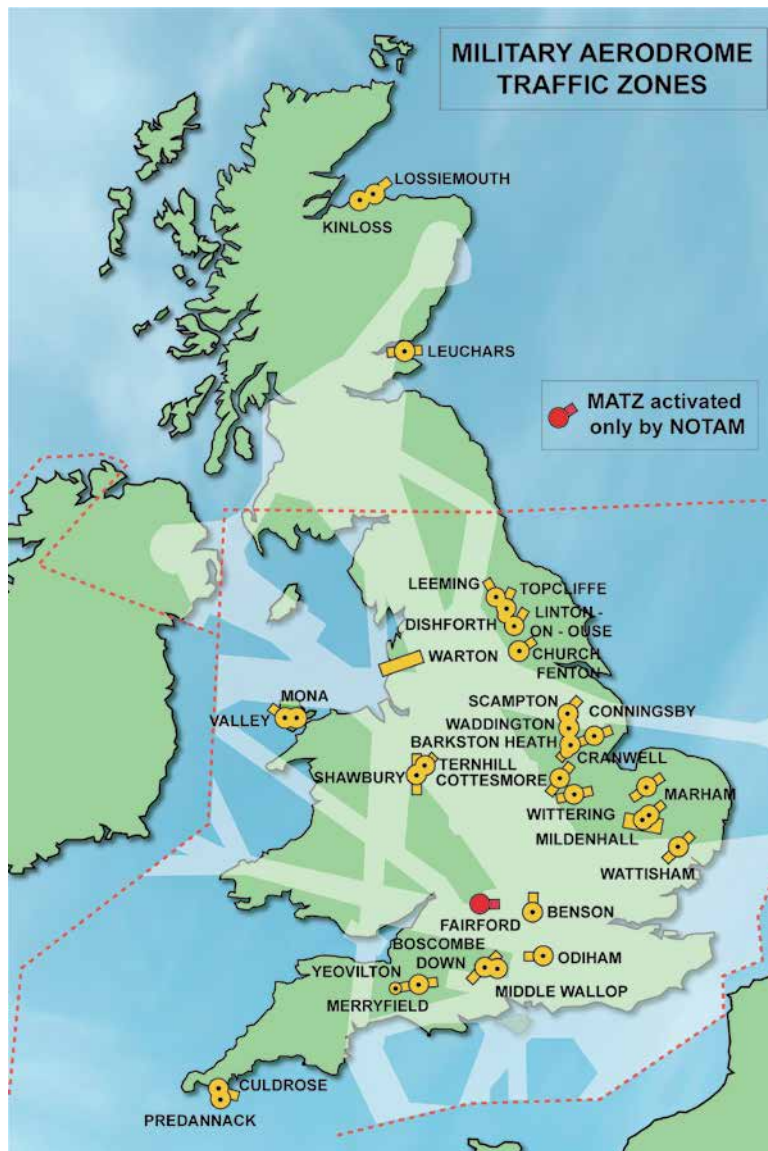 MILITARY AERODROME
TRAFFIC ZONES
LOSSIEMOUTH
KINLOSS
LEUCHARS
MATZ activated
only by NOTAM
LEEMING
TOPCLIFFE
DISHFORTH
LINTON -
ON - OUSE
WARTON
CHURCH
FENTON
MONA
VALLEY
SCAMPTON
CONNINGSBY
WADDINGTON
BARKSTON HEATH
CRANWELL
TERNHILL
SHAWBURY
COTTESMORE
MARHAM
WITTERING
MILDENHALL
WATTISHAM
FAIRFORD
BENSON
BOSCOMBE
DOWN
ODIHAM
YEOVILTON
MERRYFIELD
MIDDLE WALLOP
CULDROSE
PREDANNACK